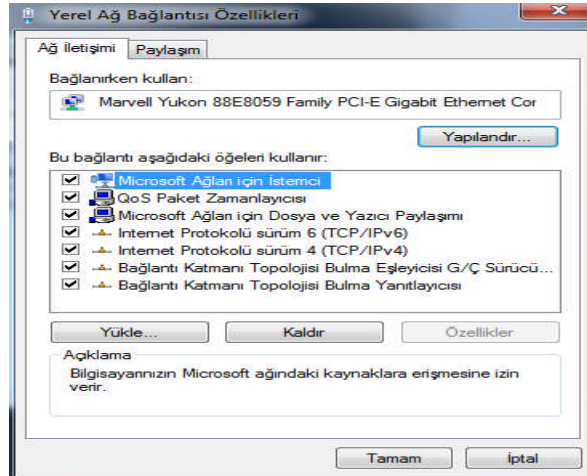 Yerel Ağ Bağlantısı Özellikleri
Ağ İletişimi Paylaşım
Bağlanırken kullan:
Marvell Yukon 88E8059 Family PCI-E Gigabit Ethernet Cor
Yapılandır...
Bu bağlantı aşağıdaki öğeleri kullanır:
Microsoft Ağları için İstemci
QoS Paket Zamanlayıcısı
Microsoft Ağları için Dosya ve Yazıcı Paylaşımı
Internet Protokolü sürüm 6 (TCP/IPv6)
Internet Protokolü sürüm 4 (TCP/IPv4)
Bağlantı Katmanı Topolojisi Bulma Eşleyicisi G/Ç Sürücü...
Bağlantı Katmanı Topolojisi Bulma Yanıtlayıcısı
Yükle... Kaldır Özellikler
Açıklama
Bilgisayarınızın Microsoft ağındaki kaynaklara erişmesine izin
verir.
Tamam İptal